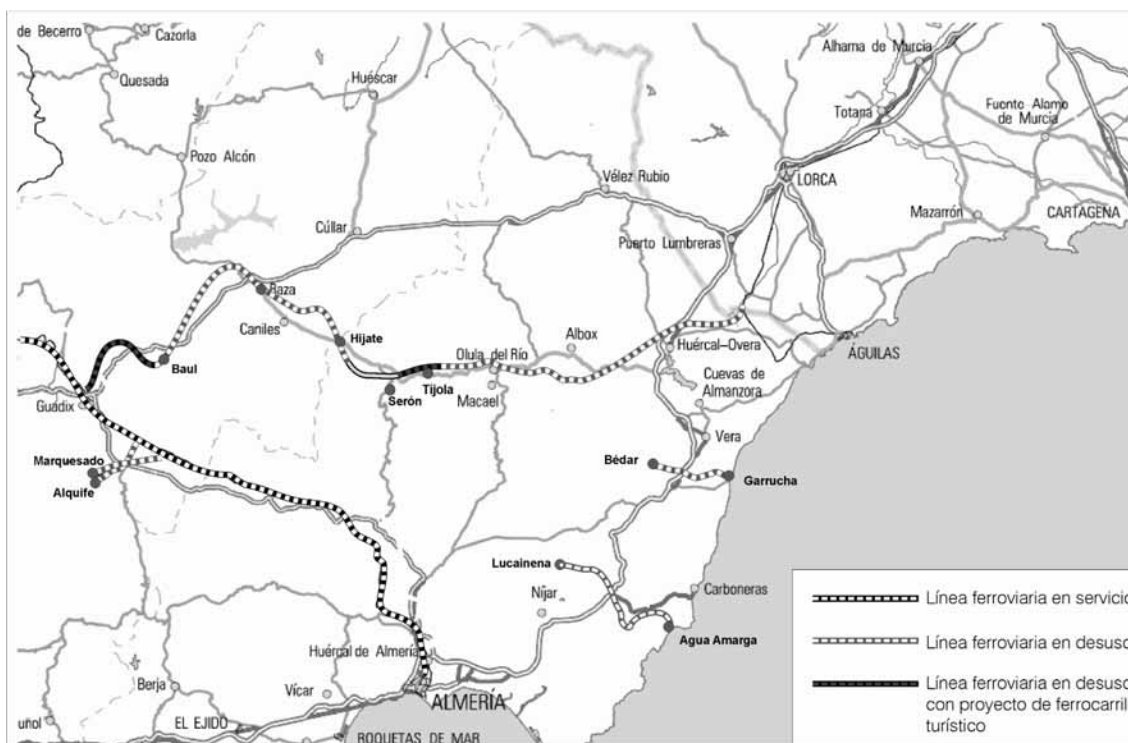 de Becerro
Cazorla
Quesada
Huéscar
Alhama de Murcia
Totana
Fuento Alamo
de Murcia
Pozo Alcón
Vélez Rubio
LORCA
Mazarrón
CARTAGENA
Cúllar
Puerto Lumbreras
Baza
Caniles
Hijate
Albox
Huércal-Overa
ÁGUILAS
Baul
Olula del Río
Tijola
Serón
Macael
Cuevas de
Almanzora
Guadix
Vera
Marquesado
Alquife
Bédar
Garrucha
Lucainena
Níjar
Carboneras
Agua Amarga
Huércal de Almería
Berja
Vícar
ALMERÍA
uñol
EL EJIDO
ROQUETAS DE MAR
Línea ferroviaria en servicio
Línea ferroviaria en desuso
Línea ferroviaria en desuso
con proyecto de ferrocarril
turístico